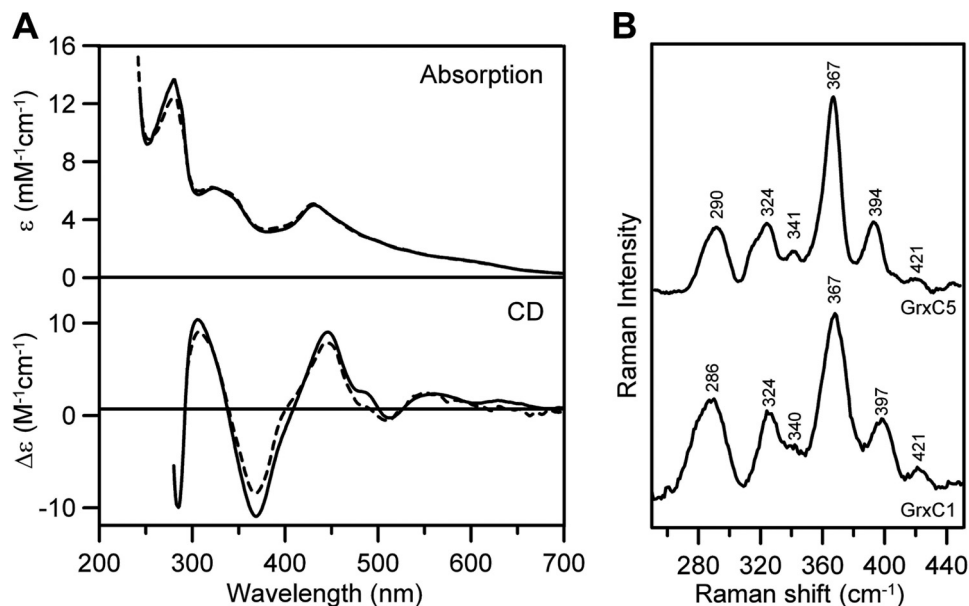 A
16
12
8
4
0
ε (mM⁻¹cm⁻¹)
Absorption
10
0
-10
Δε (M⁻¹cm⁻¹)
CD
200 300 400 500 600 700
Wavelength (nm)
B
Raman Intensity
367
290
324
341
394
421
GrxC5
367
286
324
340
397
421
GrxC1
280 320 360 400 440
Raman shift (cm⁻¹)